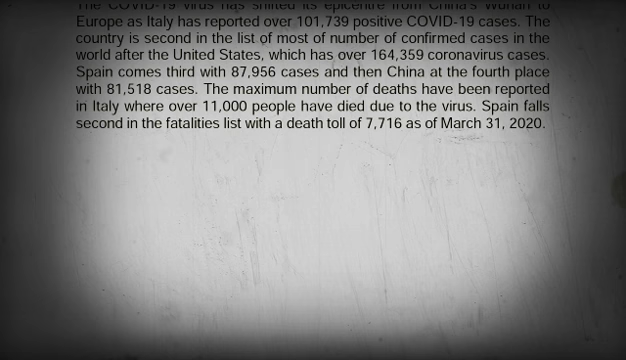 The COVID-19 virus has shifted its epicentre from China's Wuhan to
Europe as Italy has reported over 101,739 positive COVID-19 cases. The
country is second in the list of most of number of confirmed cases in the
world after the United States, which has over 164,359 coronavirus cases.
Spain comes third with 87,956 cases and then China at the fourth place
with 81,518 cases. The maximum number of deaths have been reported
in Italy where over 11,000 people have died due to the virus. Spain falls
second in the fatalities list with a death toll of 7,716 as of March 31, 2020.